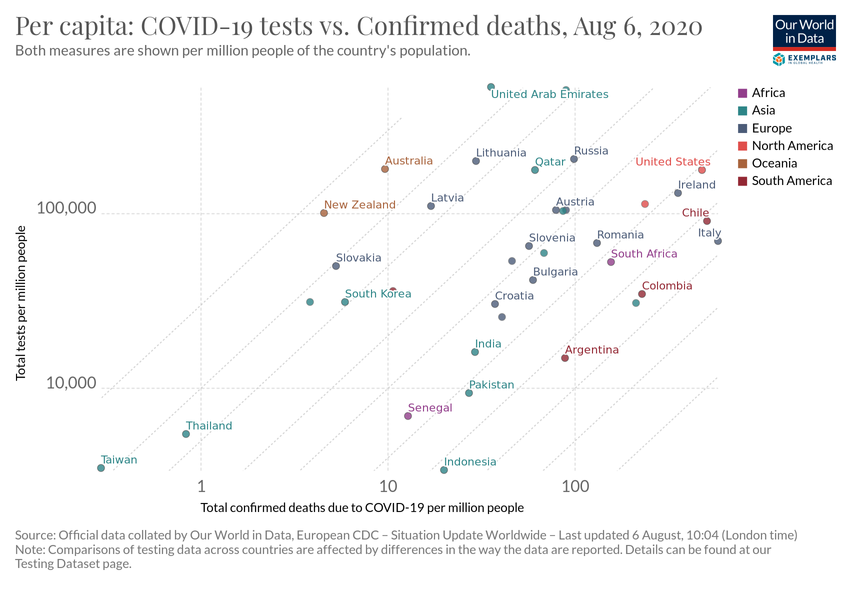 Per capita: COVID-19 tests vs. Confirmed deaths, Aug 6, 2020
Both measures are shown per million people of the country's population.
Our World
in Data
EXEMPLARS
IN GLOBAL HEALTH
Africa
Asia
Europe
North America
Oceania
South America
Total tests per million people
100,000
10,000
United Arab Emirates
Lithuania
Russia
Australia
Qatar
United States
Ireland
Latvia
New Zealand
Austria
Chile
Italy
Slovenia
Romania
Slovakia
South Africa
Bulgaria
South Korea
Croatia
Colombia
India
Argentina
Pakistan
Senegal
Thailand
Taiwan
Indonesia
1
10
100
Total confirmed deaths due to COVID-19 per million people
Source: Official data collated by Our World in Data, European CDC – Situation Update Worldwide – Last updated 6 August, 10:04 (London time)
Note: Comparisons of testing data across countries are affected by differences in the way the data are reported. Details can be found at our
Testing Dataset page.